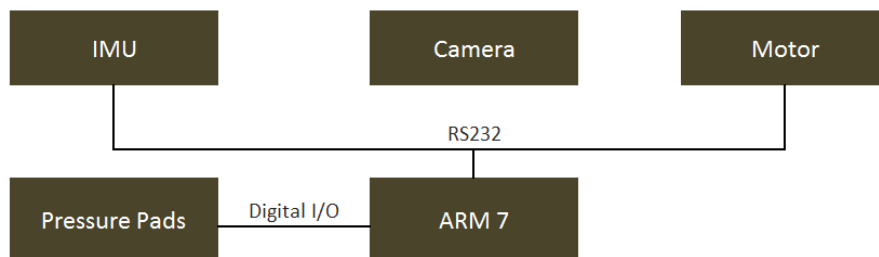 IMU
Camera
Motor
RS232
Pressure Pads
Digital I/O
ARM 7